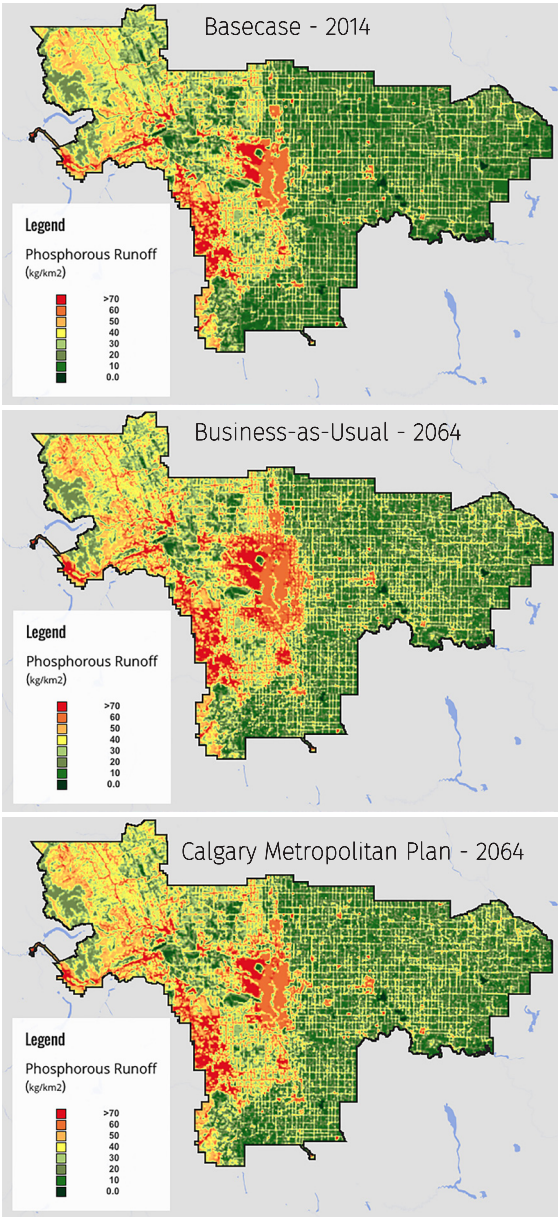 Basecase - 2014
Legend
Phosphorous Runoff
(kg/km2)
>70
60
50
40
30
20
10
0.0
Business-as-Usual - 2064
Legend
Phosphorous Runoff
(kg/km2)
>70
60
50
40
30
20
10
0.0
Calgary Metropolitan Plan - 2064
Legend
Phosphorous Runoff
(kg/km2)
>70
60
50
40
30
20
10
0.0